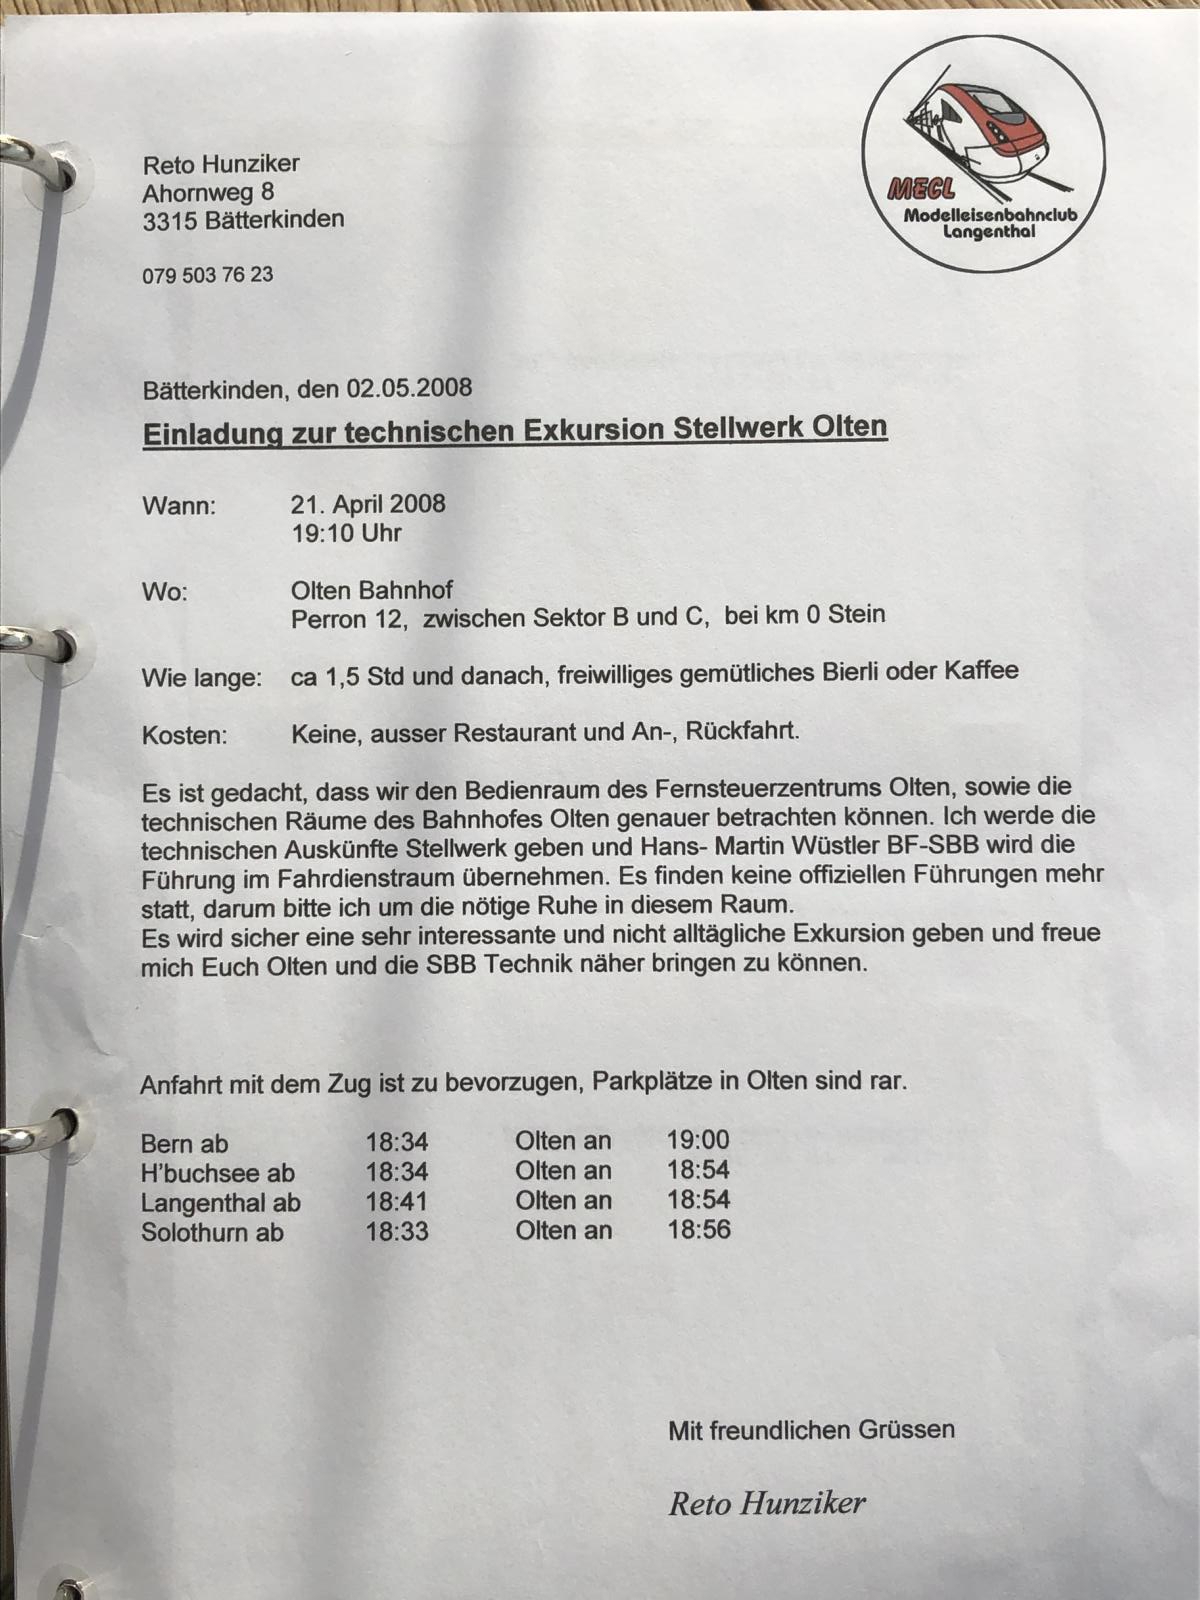 MECL
Modelleisenbahnclub
Langenthal
Reto Hunziker
Ahornweg 8
3315 Bätterkinden
079 503 76 23
Bätterkinden, den 02.05.2008
Einladung zur technischen Exkursion Stellwerk Olten
Wann: 21. April 2008
19:10 Uhr
Wo: Olten Bahnhof
Perron 12, zwischen Sektor B und C, bei km 0 Stein
Wie lange: ca 1,5 Std und danach, freiwilliges gemütliches Bierli oder Kaffee
Kosten: Keine, ausser Restaurant und An-, Rückfahrt.
Es ist gedacht, dass wir den Bedienraum des Fernsteuerzentrums Olten, sowie die
technischen Räume des Bahnhofes Olten genauer betrachten können. Ich werde die
technischen Auskünfte Stellwerk geben und Hans- Martin Wüstler BF-SBB wird die
Führung im Fahrdienstraum übernehmen. Es finden keine offiziellen Führungen mehr
statt, darum bitte ich um die nötige Ruhe in diesem Raum.
Es wird sicher eine sehr interessante und nicht alltägliche Exkursion geben und freue
mich Euch Olten und die SBB Technik näher bringen zu können.
Anfahrt mit dem Zug ist zu bevorzugen, Parkplätze in Olten sind rar.
Bern ab 18:34 Olten an 19:00
H'buchsee ab 18:34 Olten an 18:54
Langenthal ab 18:41 Olten an 18:54
Solothurn ab 18:33 Olten an 18:56
Mit freundlichen Grüssen
Reto Hunziker